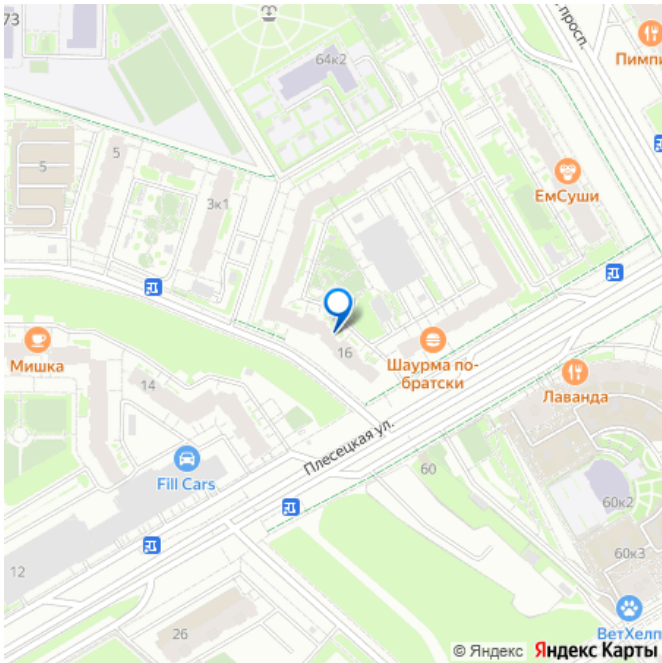 73
просп.
64к2
Пимпи
5
5
3к1
ЕмСуши
16
Мишка
Шаурма по-
братски
14
Лаванда
Плесецкая ул.
Fill Cars
60
60к2
60к3
12
26
ВетХелп
© Яндекс Яндекс Карты